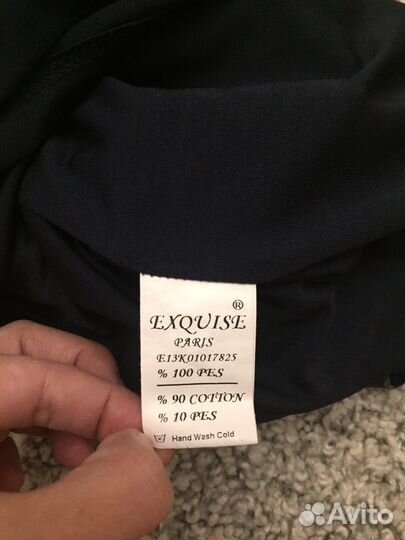 ®
EXQUISE
PARIS
E13K01017825
% 100 PES
% 90 COTTON
% 10 PES
Hand Wash Cold
Avito